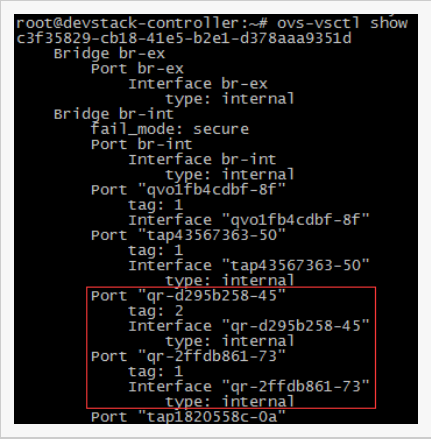 root@devstack-controller:~# ovs-vsctl show
c3f35829-cb18-41e5-b2e1-d378aaa9351d
Bridge br-ex
Port br-ex
Interface br-ex
type: internal
Bridge br-int
fail_mode: secure
Port br-int
Interface br-int
type: internal
Port "qvo1fb4cdbf-8f"
tag: 1
Interface "qvo1fb4cdbf-8f"
Port "tap43567363-50"
tag: 1
Interface "tap43567363-50"
type: internal
Port "qr-d295b258-45"
tag: 2
Interface "qr-d295b258-45"
type: internal
Port "qr-2ffdb861-73"
tag: 1
Interface "qr-2ffdb861-73"
type: internal
Port "tap1820558c-0a"